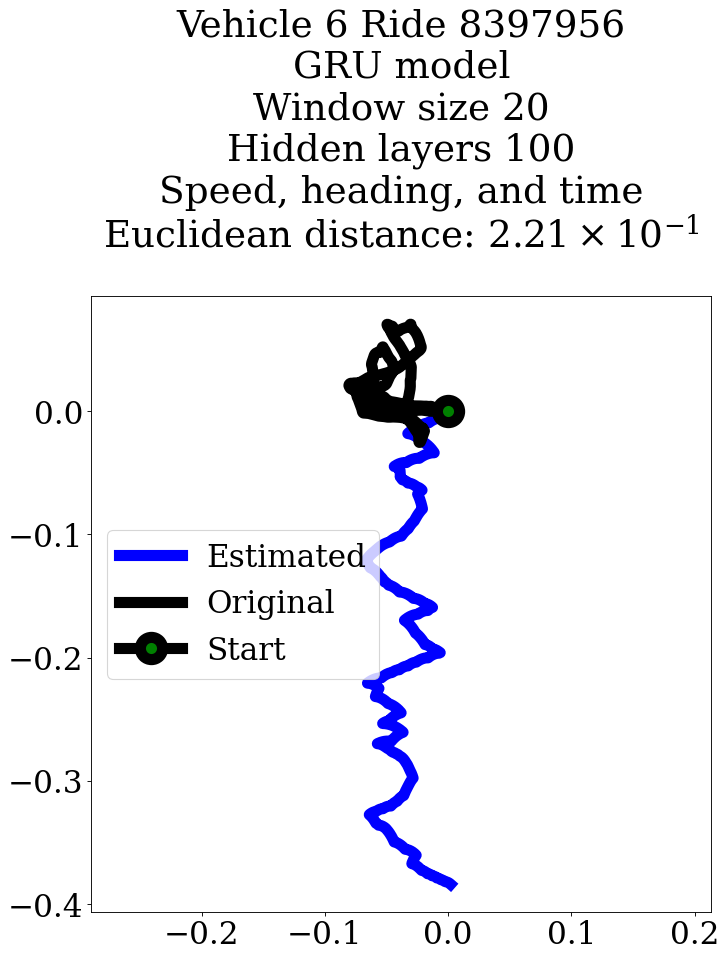 Vehicle 6 Ride 8397956
GRU model
Window size 20
Hidden layers 100
Speed, heading, and time
Euclidean distance: 2.21 × 10⁻¹
0.0
−0.1
Estimated
Original
−0.2
Start
−0.3
−0.4
−0.2 −0.1 0.0 0.1 0.2